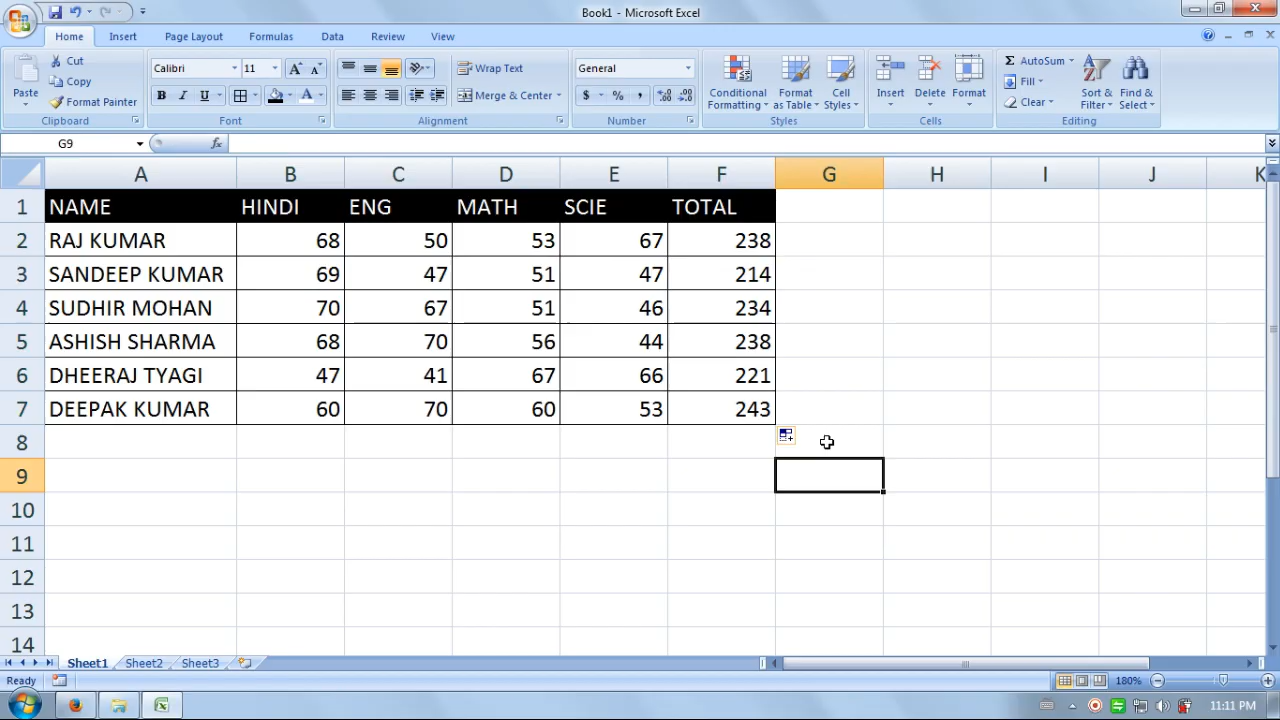 Book1 - Microsoft Excel
Home Insert Page Layout Formulas Data Review View
Paste
Cut
Copy
Format Painter
Clipboard
Calibri 11
A A
B I U A
Font
Wrap Text
Merge & Center
Alignment
General
$ % ,
Number
Conditional Formatting
Format as Table
Cell Styles
Styles
Insert Delete Format
Cells
Σ AutoSum
Fill
Clear
Sort & Filter
Find & Select
Editing
G9 fx
A B C D E F G H I J K
1 NAME HINDI ENG MATH SCIE TOTAL
2 RAJ KUMAR 68 50 53 67 238
3 SANDEEP KUMAR 69 47 51 47 214
4 SUDHIR MOHAN 70 67 51 46 234
5 ASHISH SHARMA 68 70 56 44 238
6 DHEERAJ TYAGI 47 41 67 66 221
7 DEEPAK KUMAR 60 70 60 53 243
8
9
10
11
12
13
14
Sheet1 Sheet2 Sheet3
Ready 180%
11:11 PM